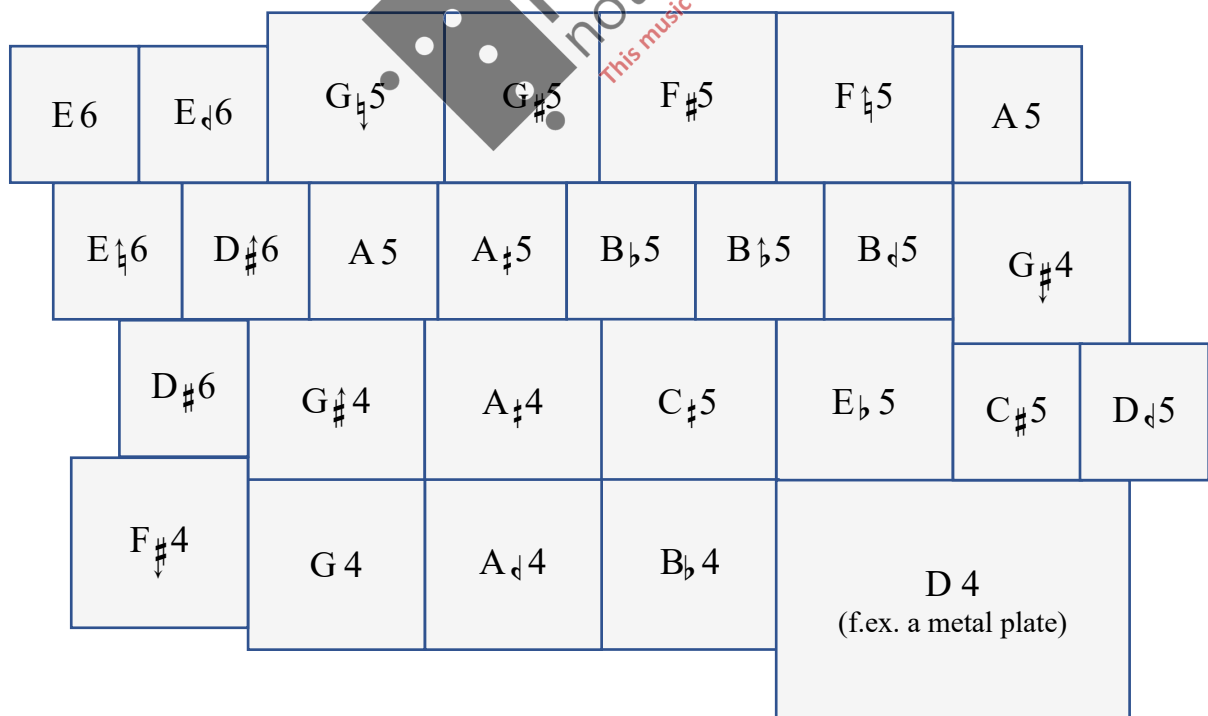 This music
E 6
E𝄳6
G𝄯5
G♯5
F♯5
F𝄮5
A 5
E𝄮6
D𝄰6
A 5
A𝄲5
B♭5
B𝄬5
B𝄳5
G𝄱4
D♯6
G𝄰4
A𝄲4
C𝄲5
E♭5
C♯5
D𝄳5
F𝄱4
G 4
A𝄳4
B♭4
D 4
(f.ex. a metal plate)